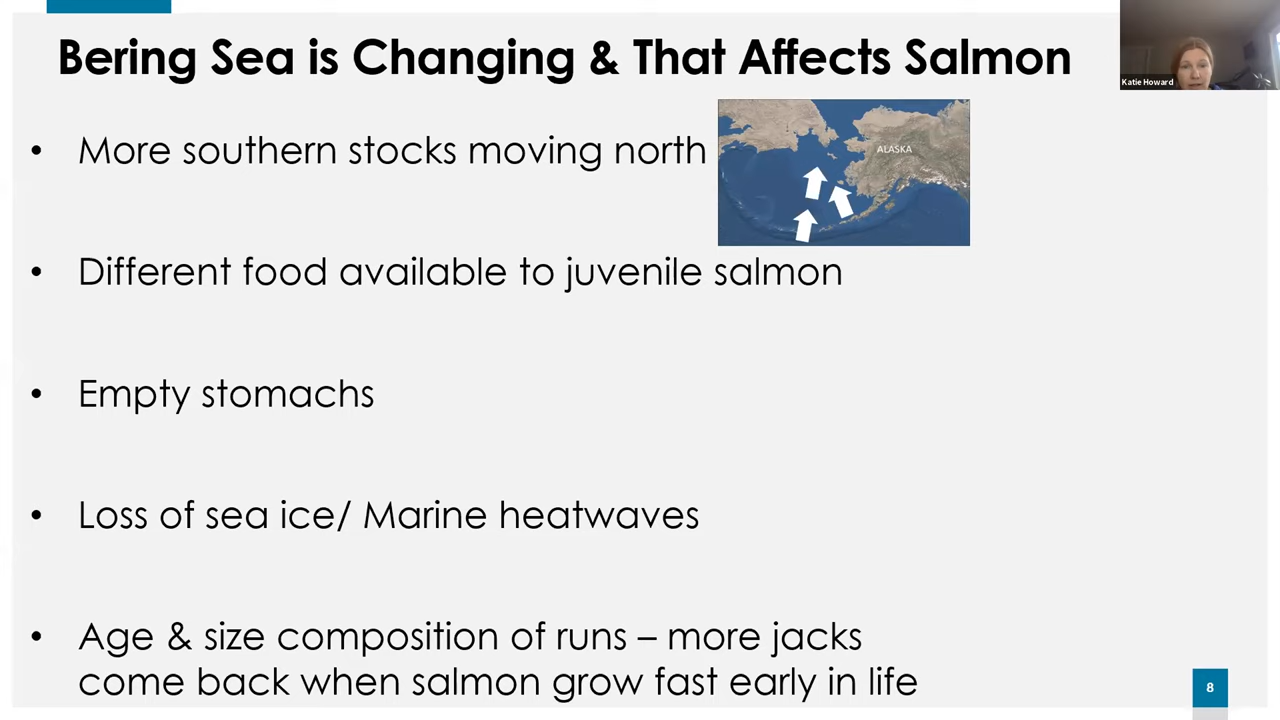 Bering Sea is Changing & That Affects Salmon
Katie Howard
• More southern stocks moving north
ALASKA
• Different food available to juvenile salmon
• Empty stomachs
• Loss of sea ice/ Marine heatwaves
• Age & size composition of runs – more jacks
come back when salmon grow fast early in life
8